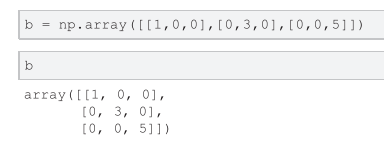 b = np.array([[1,0,0],[0,3,0],[0,0,5]])
b
array([[1, 0, 0],
       [0, 3, 0],
       [0, 0, 5]])